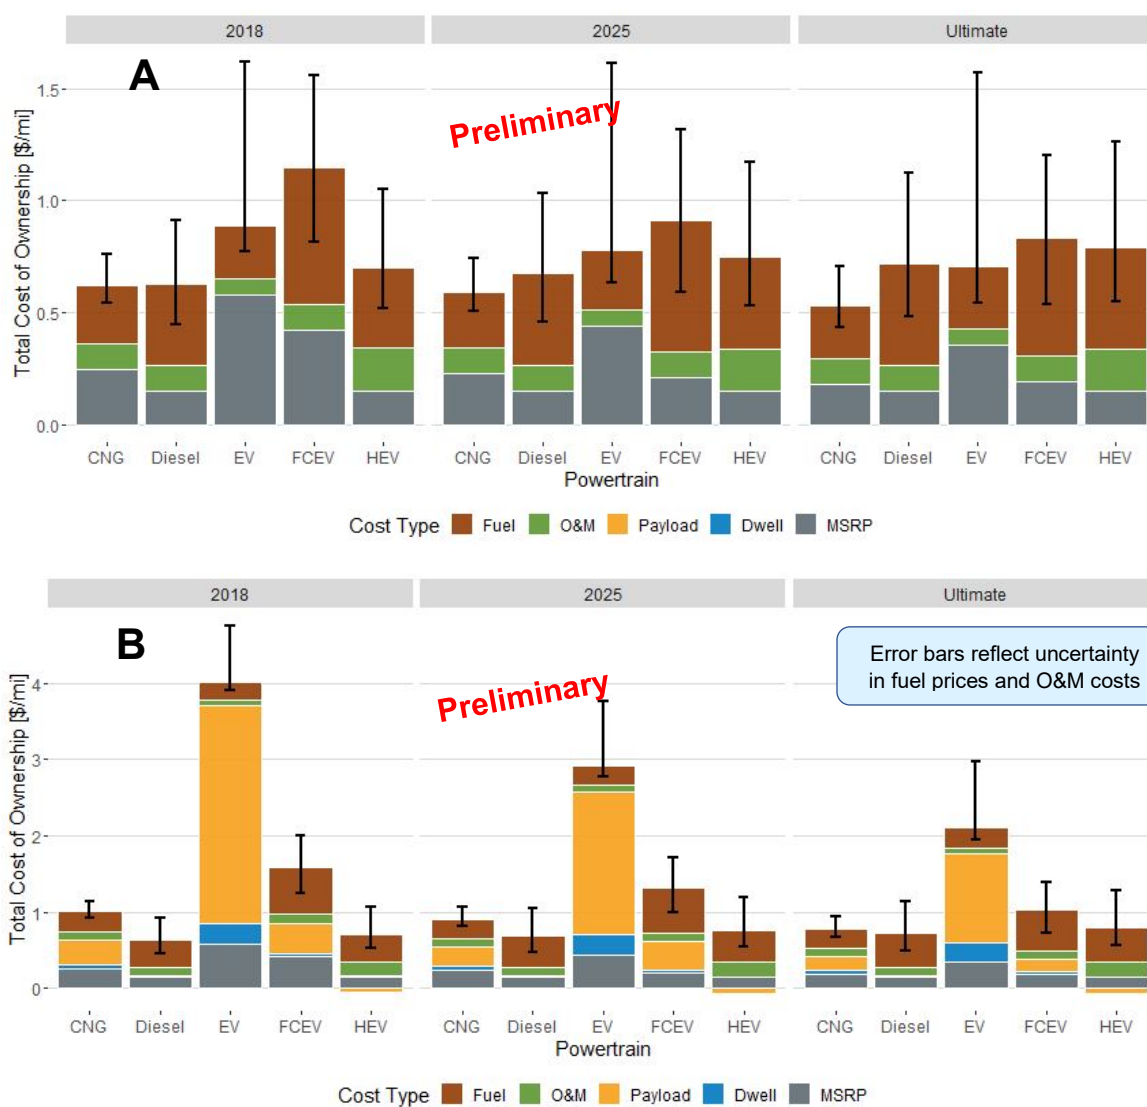 2018 2025 Ultimate
A
Preliminary
Total Cost of Ownership [$/mi]
1.5
1.0
0.5
0.0
CNG Diesel EV FCEV HEV CNG Diesel EV FCEV HEV CNG Diesel EV FCEV HEV
Powertrain
Cost Type Fuel O&M Payload Dwell MSRP
2018 2025 Ultimate
B
Preliminary
Error bars reflect uncertainty
in fuel prices and O&M costs
Total Cost of Ownership [$/mi]
4
3
2
1
0
CNG Diesel EV FCEV HEV CNG Diesel EV FCEV HEV CNG Diesel EV FCEV HEV
Powertrain
Cost Type Fuel O&M Payload Dwell MSRP